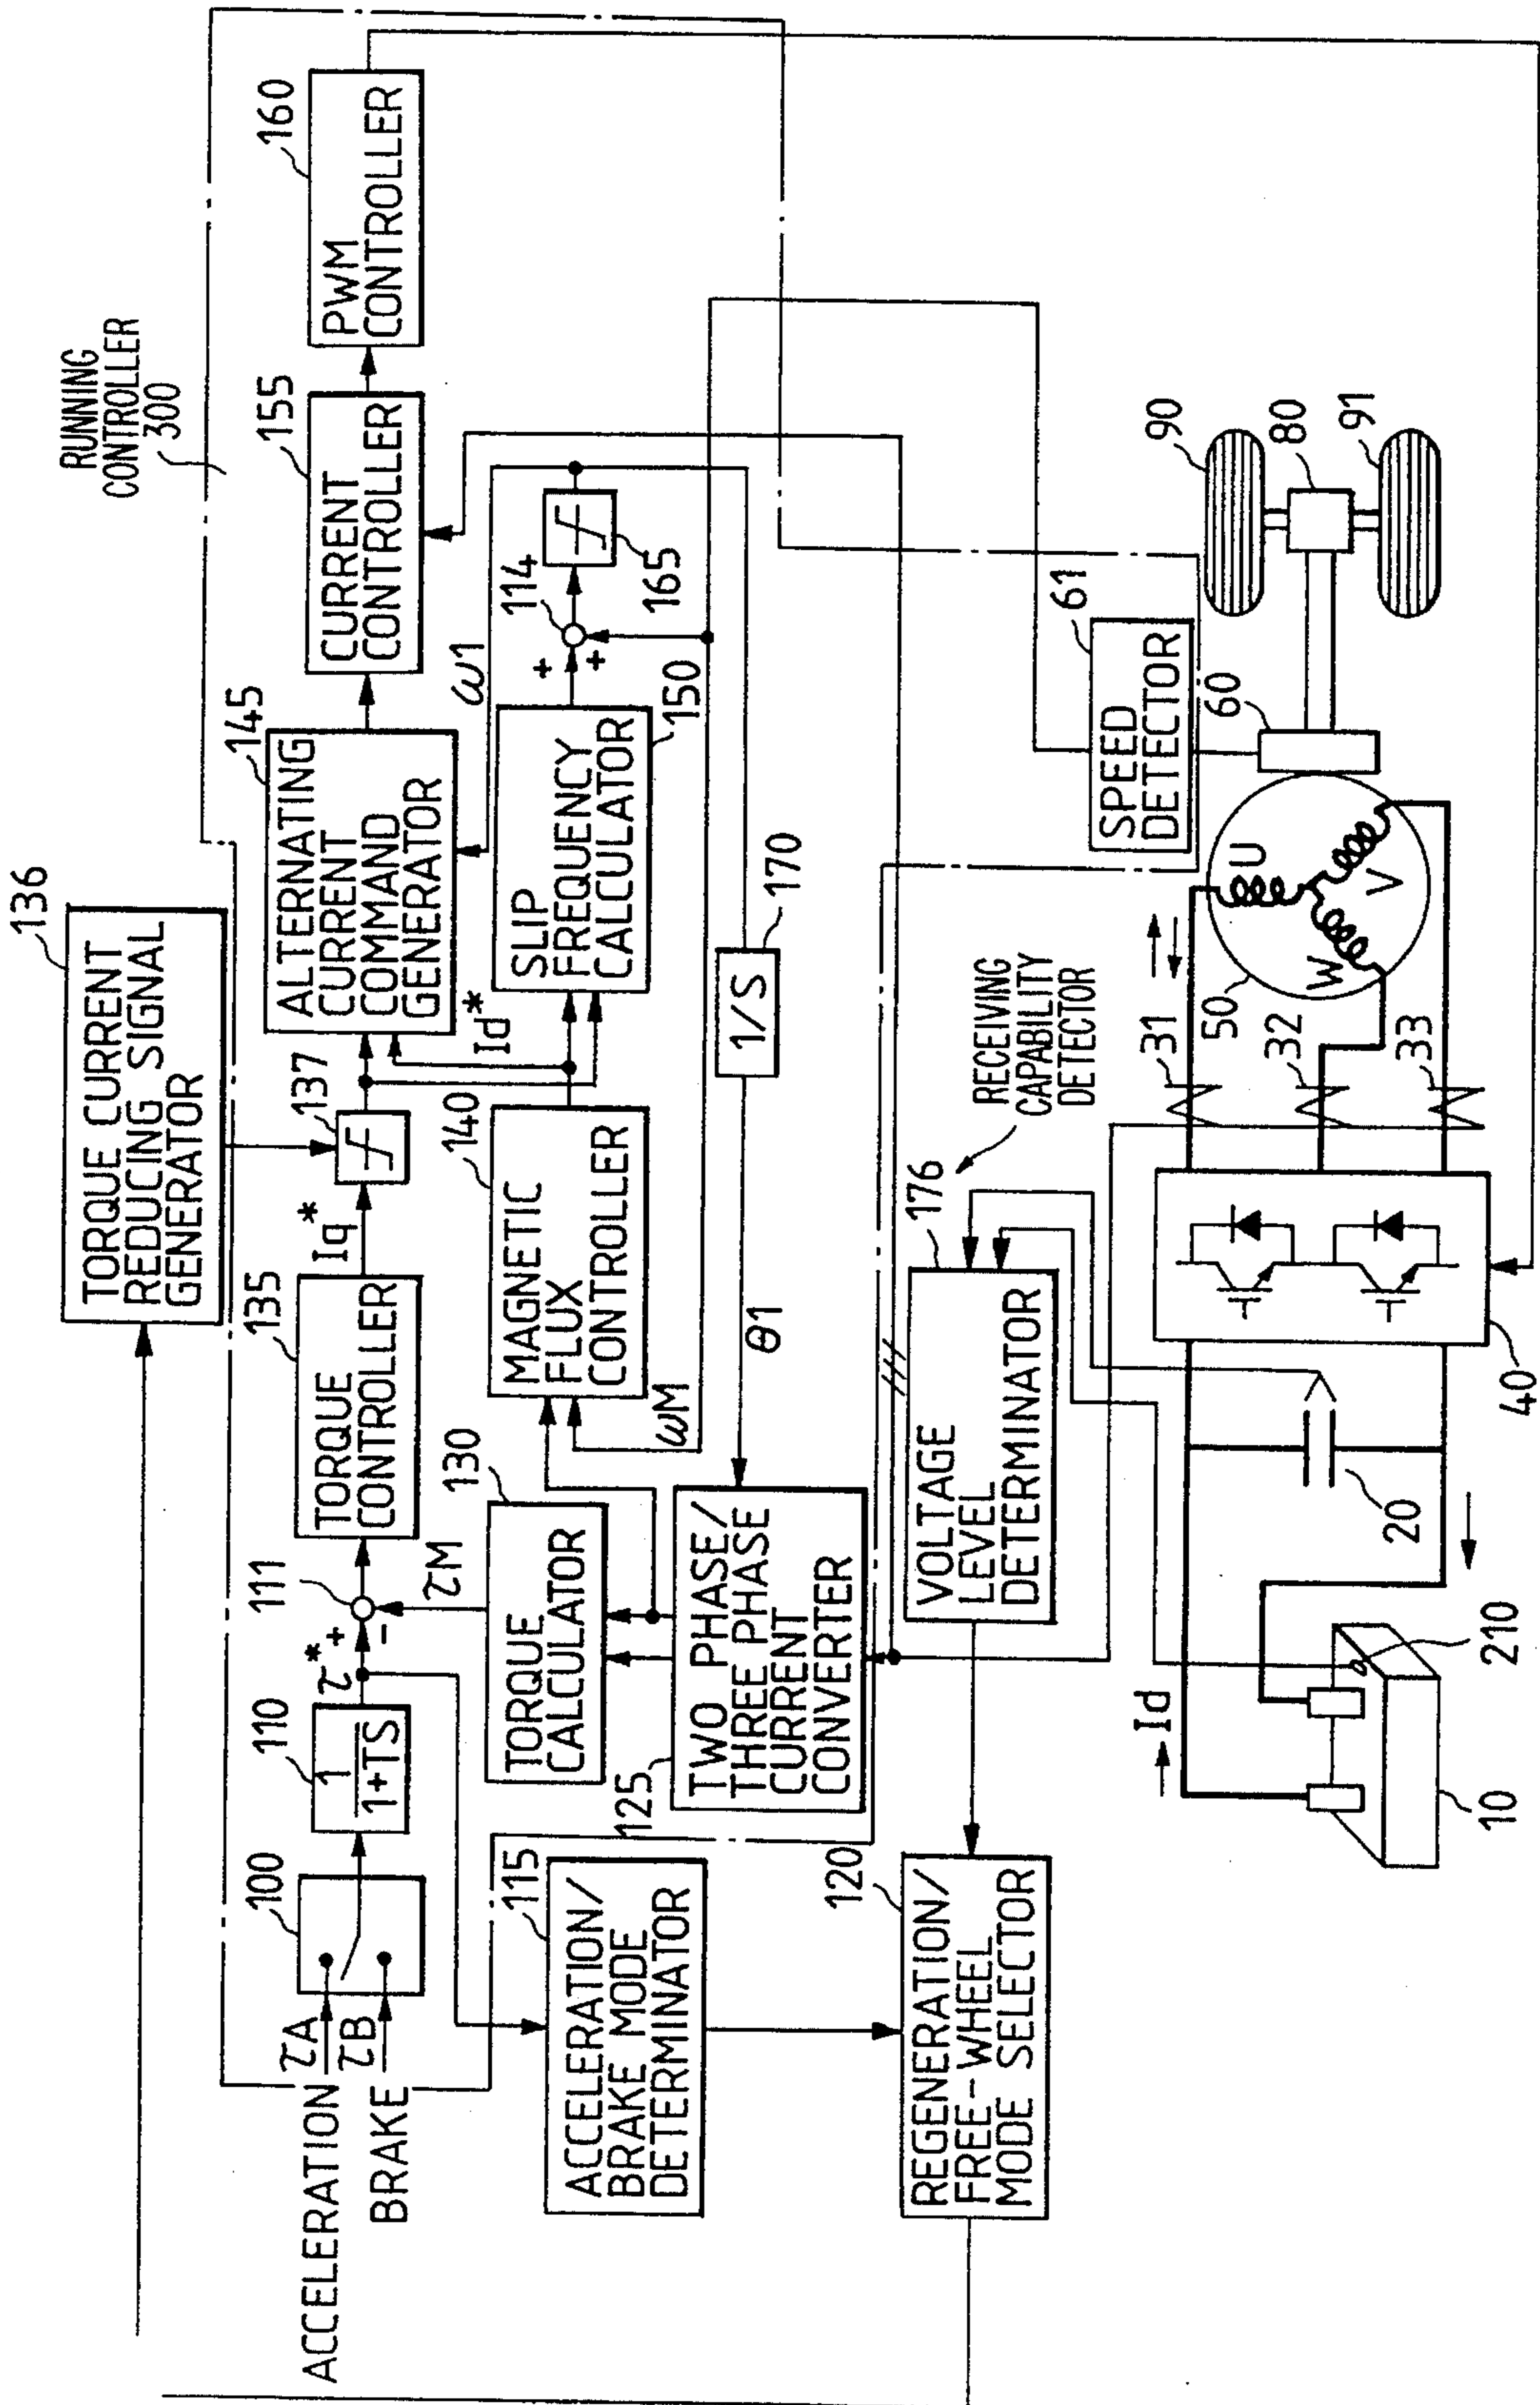 136
TORQUE CURRENT
REDUCING SIGNAL
GENERATOR
RUNNING
CONTROLLER
300
ACCELERATION
τA
τB
BRAKE
100
110
1
1+TS
τ*
+
-
111
τM
135
TORQUE
CONTROLLER
Iq*
137
145
ALTERNATING
CURRENT
COMMAND
GENERATOR
155
CURRENT
CONTROLLER
160
PWM
CONTROLLER
130
TORQUE
CALCULATOR
140
MAGNETIC
FLUX
CONTROLLER
ωM
Id*
SLIP
FREQUENCY
CALCULATOR
150
ω1
+
+
114
165
115
ACCELERATION/
BRAKE MODE
DETERMINATOR
125
TWO PHASE/
THREE PHASE
CURRENT
CONVERTER
θ1
1/S
170
120
REGENERATION/
FREE-WHEEL
MODE SELECTOR
176
VOLTAGE
LEVEL
DETERMINATOR
RECEIVING
CAPABILITY
DETECTOR
61
SPEED
DETECTOR
Id
10
210
20
40
31
32
33
50
U
V
W
60
80
90
91